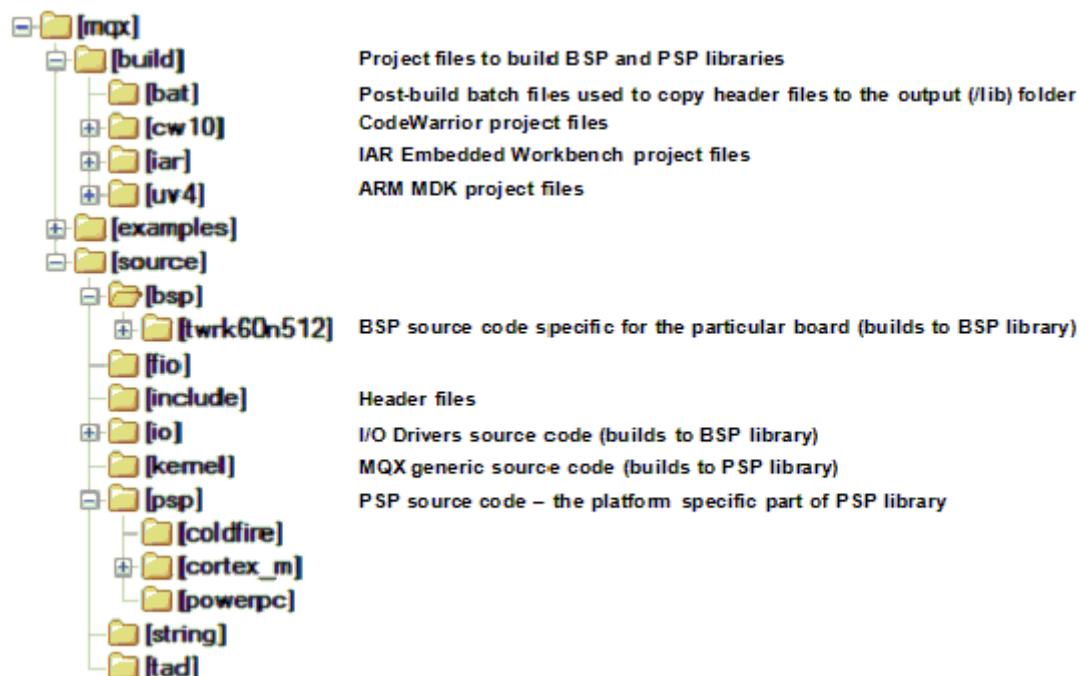 [mqx]
[build] Project files to build BSP and PSP libraries
[bat] Post-build batch files used to copy header files to the output (/lib) folder
[cw10] CodeWarrior project files
[iar] IAR Embedded Workbench project files
[uv4] ARM MDK project files
[examples]
[source]
[bsp]
[twrk60n512] BSP source code specific for the particular board (builds to BSP library)
[fio]
[include] Header files
[io] I/O Drivers source code (builds to BSP library)
[kernel] MQX generic source code (builds to PSP library)
[psp] PSP source code – the platform specific part of PSP library
[coldfire]
[cortex_m]
[powerpc]
[string]
[tad]